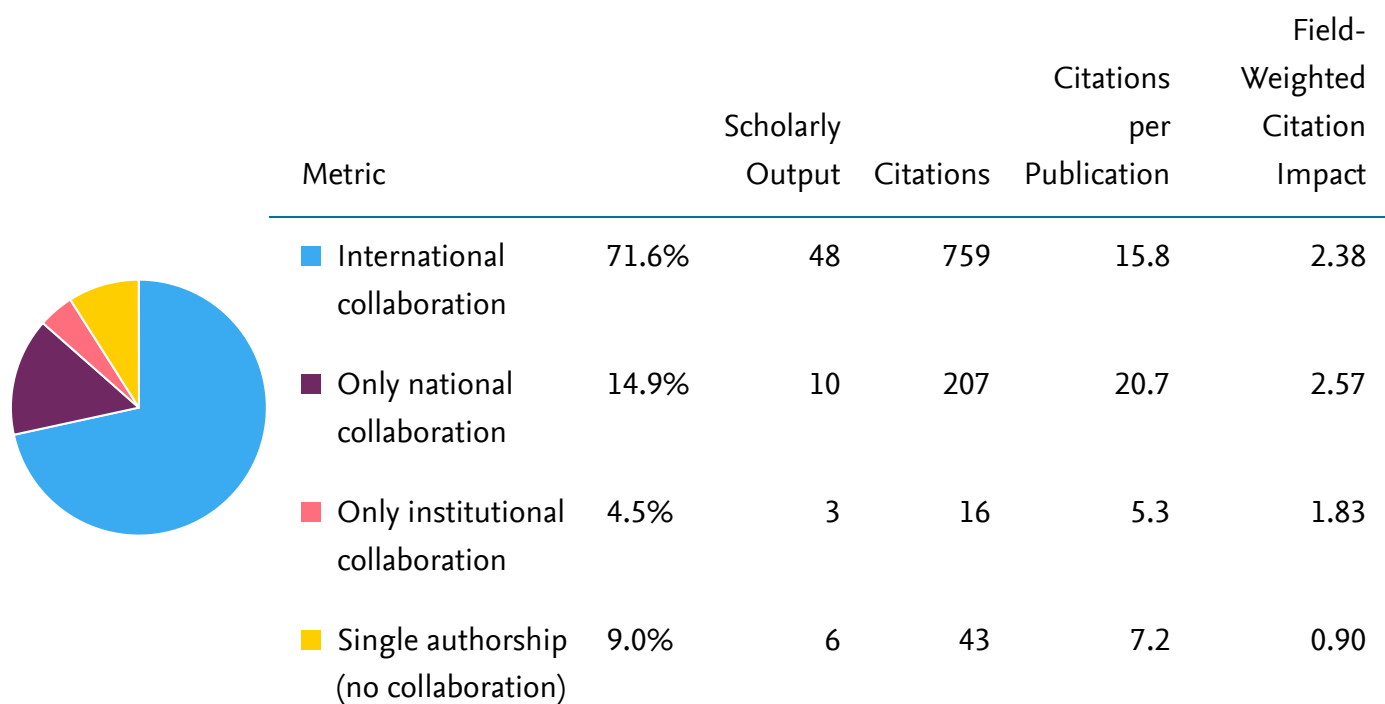 Field-
Citations Weighted
Scholarly per Citation
Metric Output Citations Publication Impact
International 71.6% 48 759 15.8 2.38
collaboration
Only national 14.9% 10 207 20.7 2.57
collaboration
Only institutional 4.5% 3 16 5.3 1.83
collaboration
Single authorship 9.0% 6 43 7.2 0.90
(no collaboration)